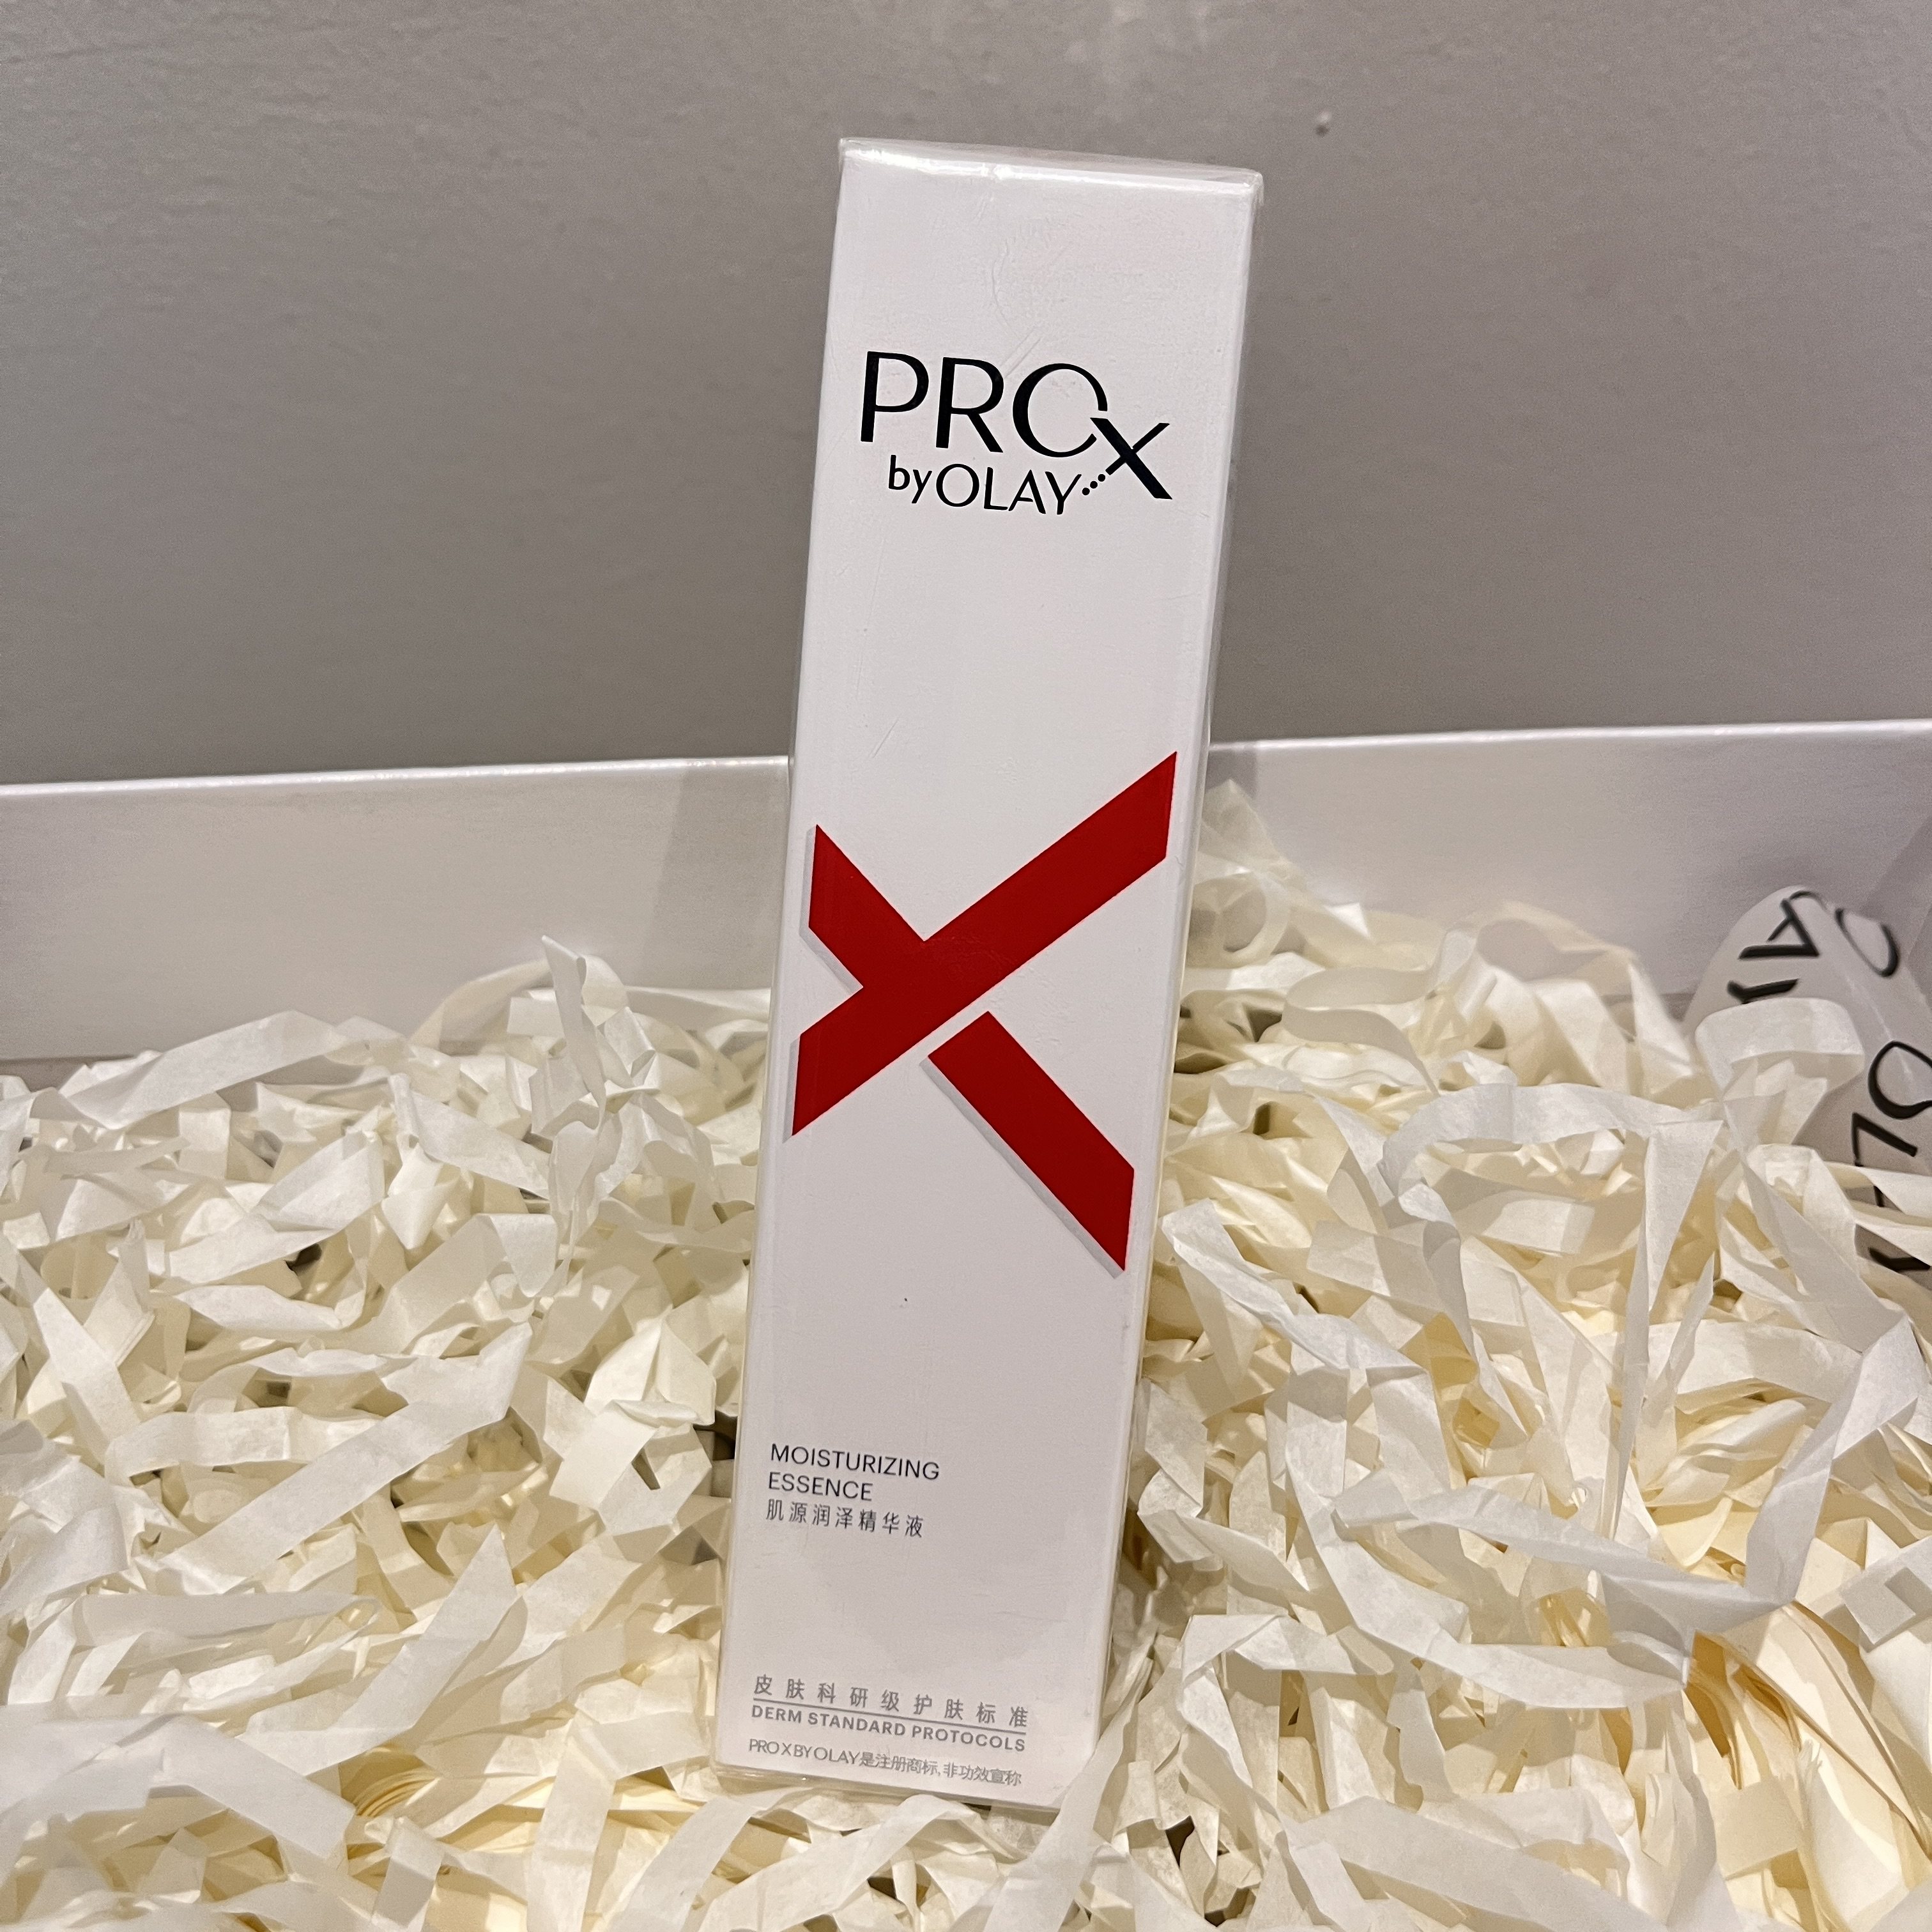 PROX
by OLAY
MOISTURIZING
ESSENCE
肌源润泽精华液
皮肤科研级护肤标准
DERM STANDARD PROTOCOLS
PRO X BY OLAY是注册商标,非功效宣称
OLAY